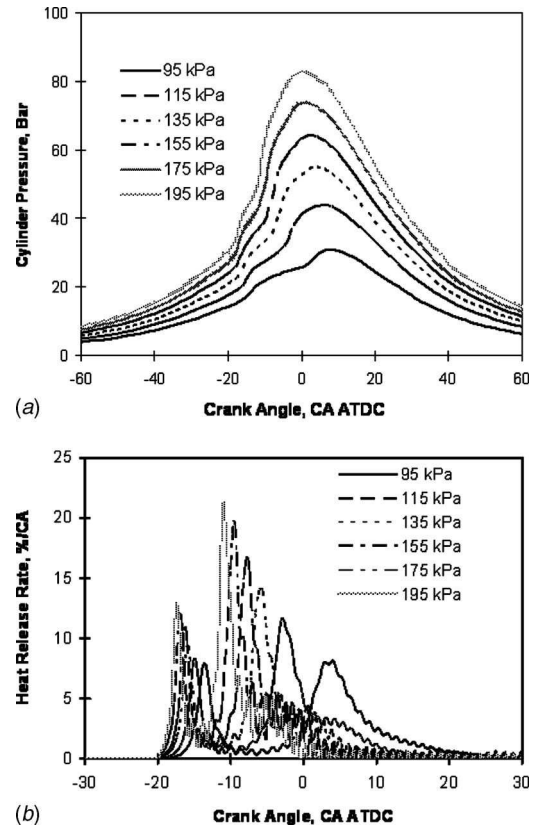 100
80
60
40
20
0
Cylinder Pressure, Bar
95 kPa
115 kPa
135 kPa
155 kPa
175 kPa
195 kPa
-60
-40
-20
0
20
40
60
(a)
Crank Angle, CA ATDC
25
20
15
10
5
0
Heat Release Rate, %/CA
95 kPa
115 kPa
135 kPa
155 kPa
175 kPa
195 kPa
-30
-20
-10
0
10
20
30
(b)
Crank Angle, CA ATDC